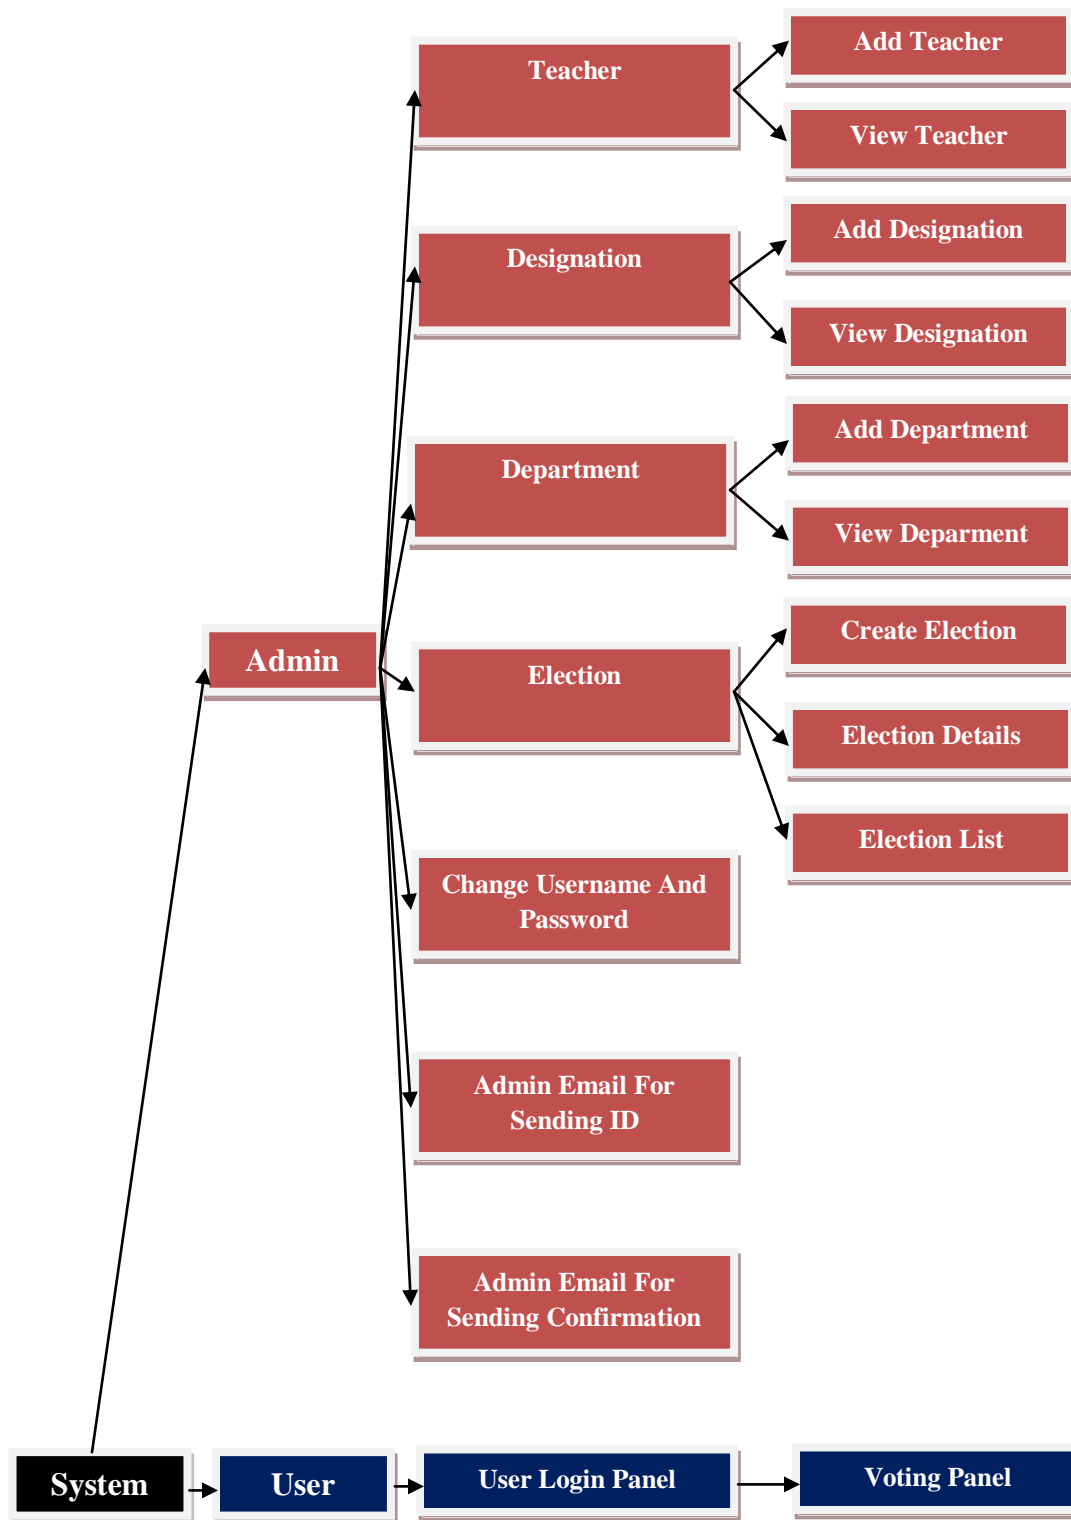 Add Teacher
Teacher
View Teacher
Add Designation
Designation
View Designation
Add Department
Department
View Deparment
Create Election
Admin
Election
Election Details
Election List
Change Username And
Password
Admin Email For
Sending ID
Admin Email For
Sending Confirmation
System
User
User Login Panel
Voting Panel